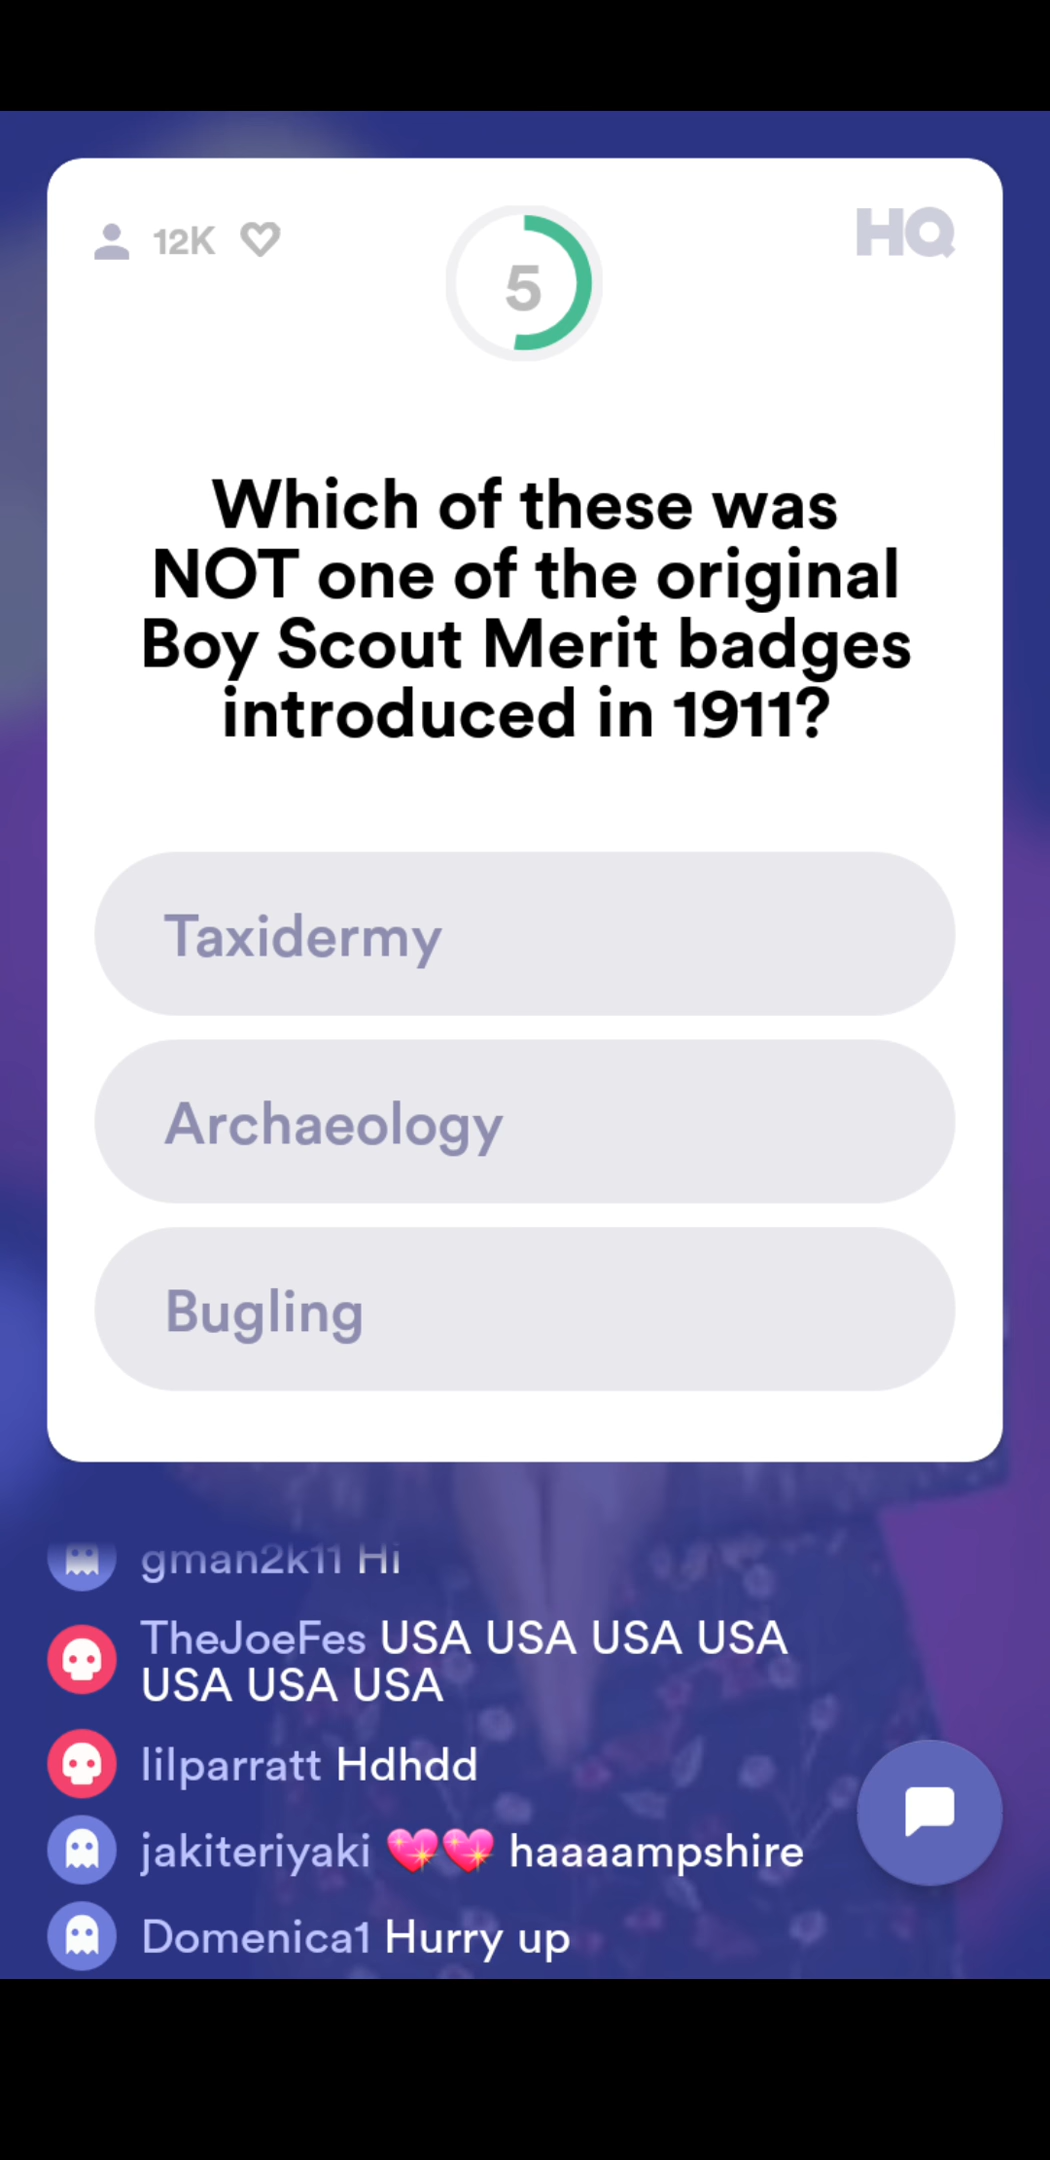 12K
5
HQ
Which of these was
NOT one of the original
Boy Scout Merit badges
introduced in 1911?
Taxidermy
Archaeology
Bugling
gman2k11 Hi
TheJoeFes USA USA USA USA
USA USA USA
lilparratt Hdhdd
jakiteriyaki 💖💖 haaaampshire
Domenica1 Hurry up